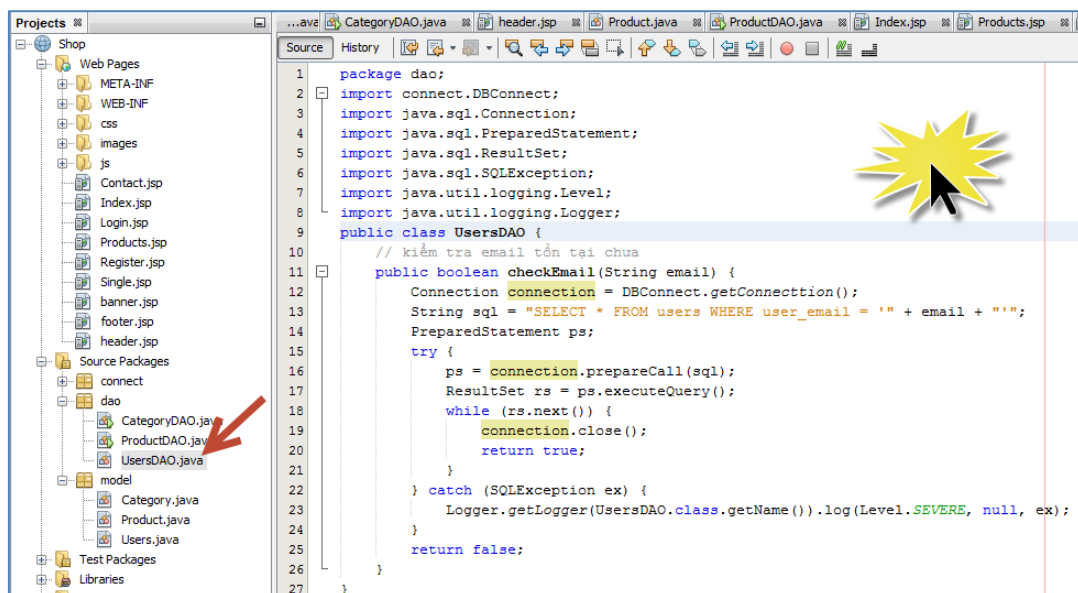 Projects
Shop
Web Pages
META-INF
WEB-INF
css
images
js
Contact.jsp
Index.jsp
Login.jsp
Products.jsp
Register.jsp
Single.jsp
banner.jsp
footer.jsp
header.jsp
Source Packages
connect
dao
CategoryDAO.java
ProductDAO.java
UsersDAO.java
model
Category.java
Product.java
Users.java
Test Packages
Libraries
...ava CategoryDAO.java header.jsp Product.java ProductDAO.java Index.jsp Products.jsp
Source History
1 package dao;
2 import connect.DBConnect;
3 import java.sql.Connection;
4 import java.sql.PreparedStatement;
5 import java.sql.ResultSet;
6 import java.sql.SQLException;
7 import java.util.logging.Level;
8 import java.util.logging.Logger;
9 public class UsersDAO {
10 // kiểm tra email tồn tại chưa
11 public boolean checkEmail(String email) {
12 Connection connection = DBConnect.getConnecttion();
13 String sql = "SELECT * FROM users WHERE user_email = '" + email + "'";
14 PreparedStatement ps;
15 try {
16 ps = connection.prepareCall(sql);
17 ResultSet rs = ps.executeQuery();
18 while (rs.next()) {
19 connection.close();
20 return true;
21 }
22 } catch (SQLException ex) {
23 Logger.getLogger(UsersDAO.class.getName()).log(Level.SEVERE, null, ex);
24 }
25 return false;
26 }
27 }